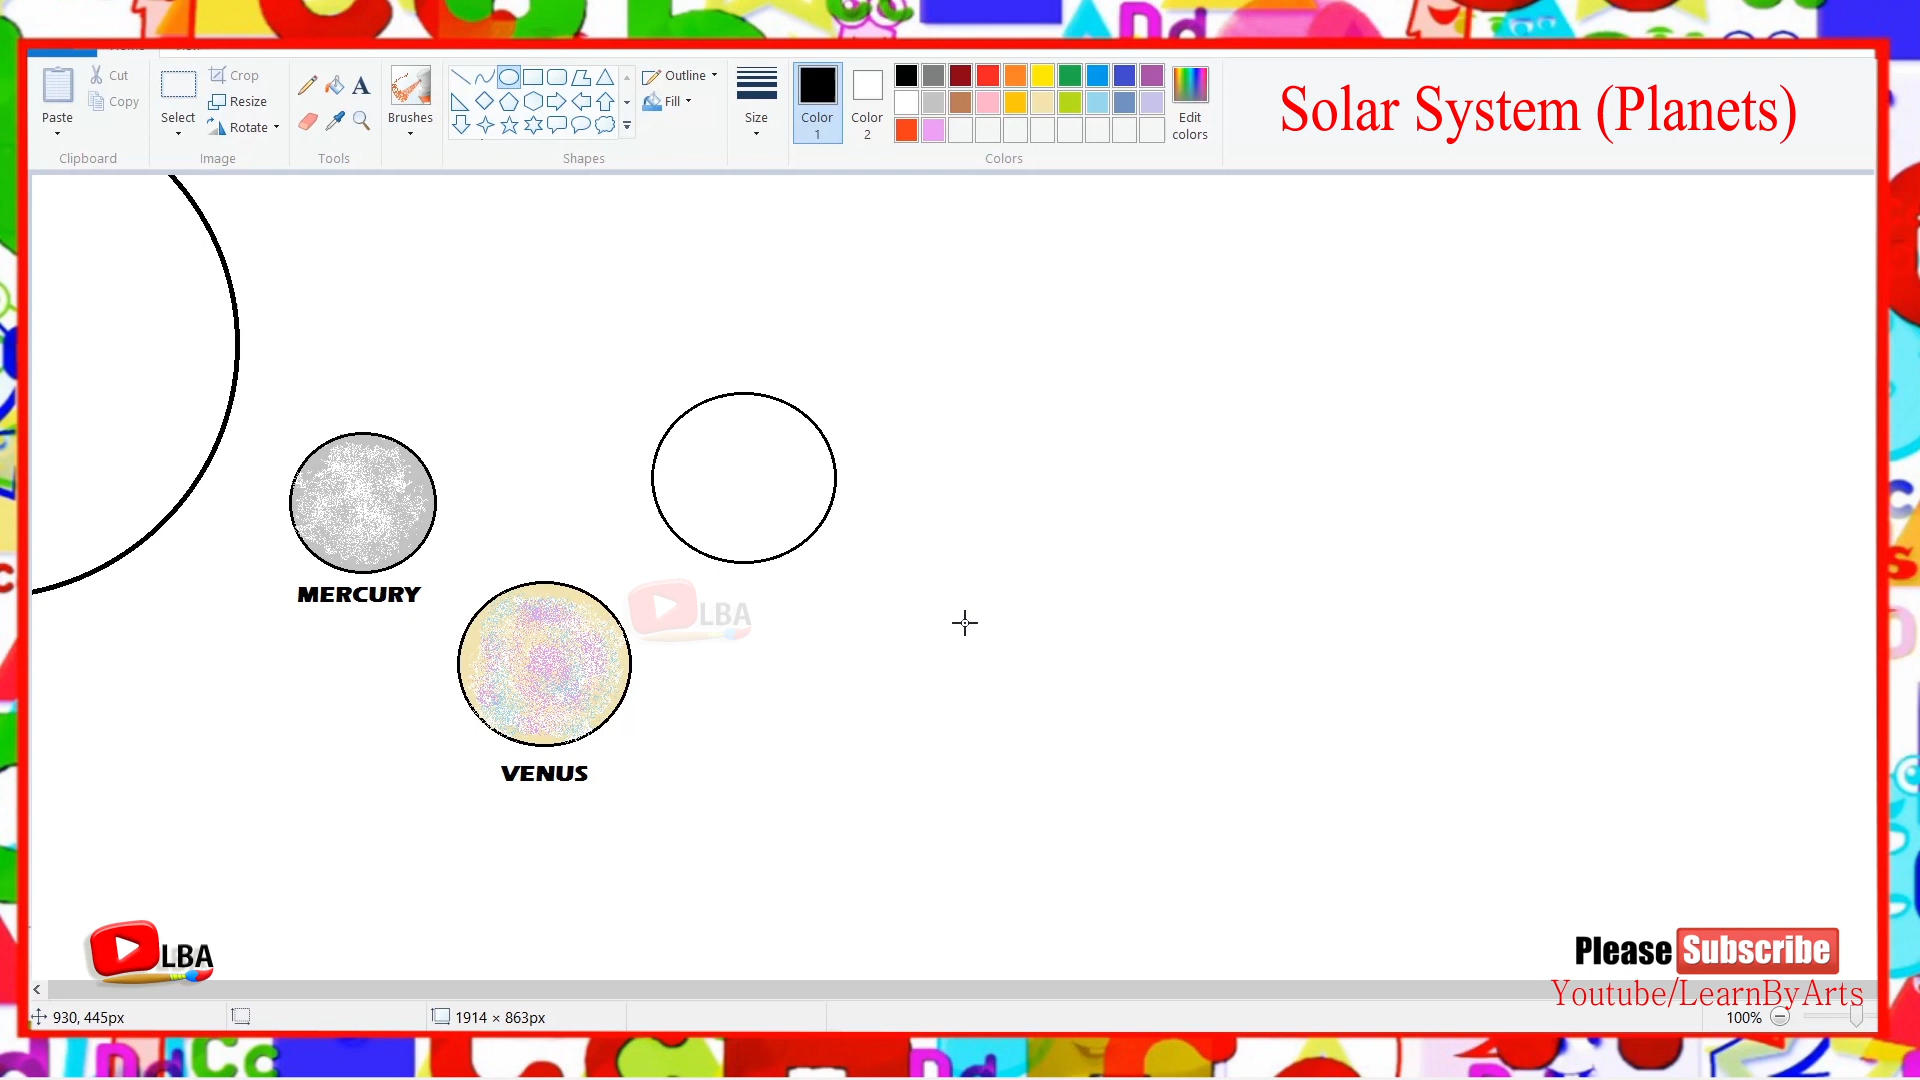 Solar System (Planets)
Cut
Copy
Paste
Clipboard
Select
Crop
Resize
Rotate
Image
A
Tools
Brushes
Outline
Fill
Shapes
Size
Color
1
Color
2
Edit
colors
Colors
MERCURY
LBA
VENUS
LBA
Please Subscribe
Youtube/LearnByArts
930, 445px
1914 × 863px
100%
Dd
Cc